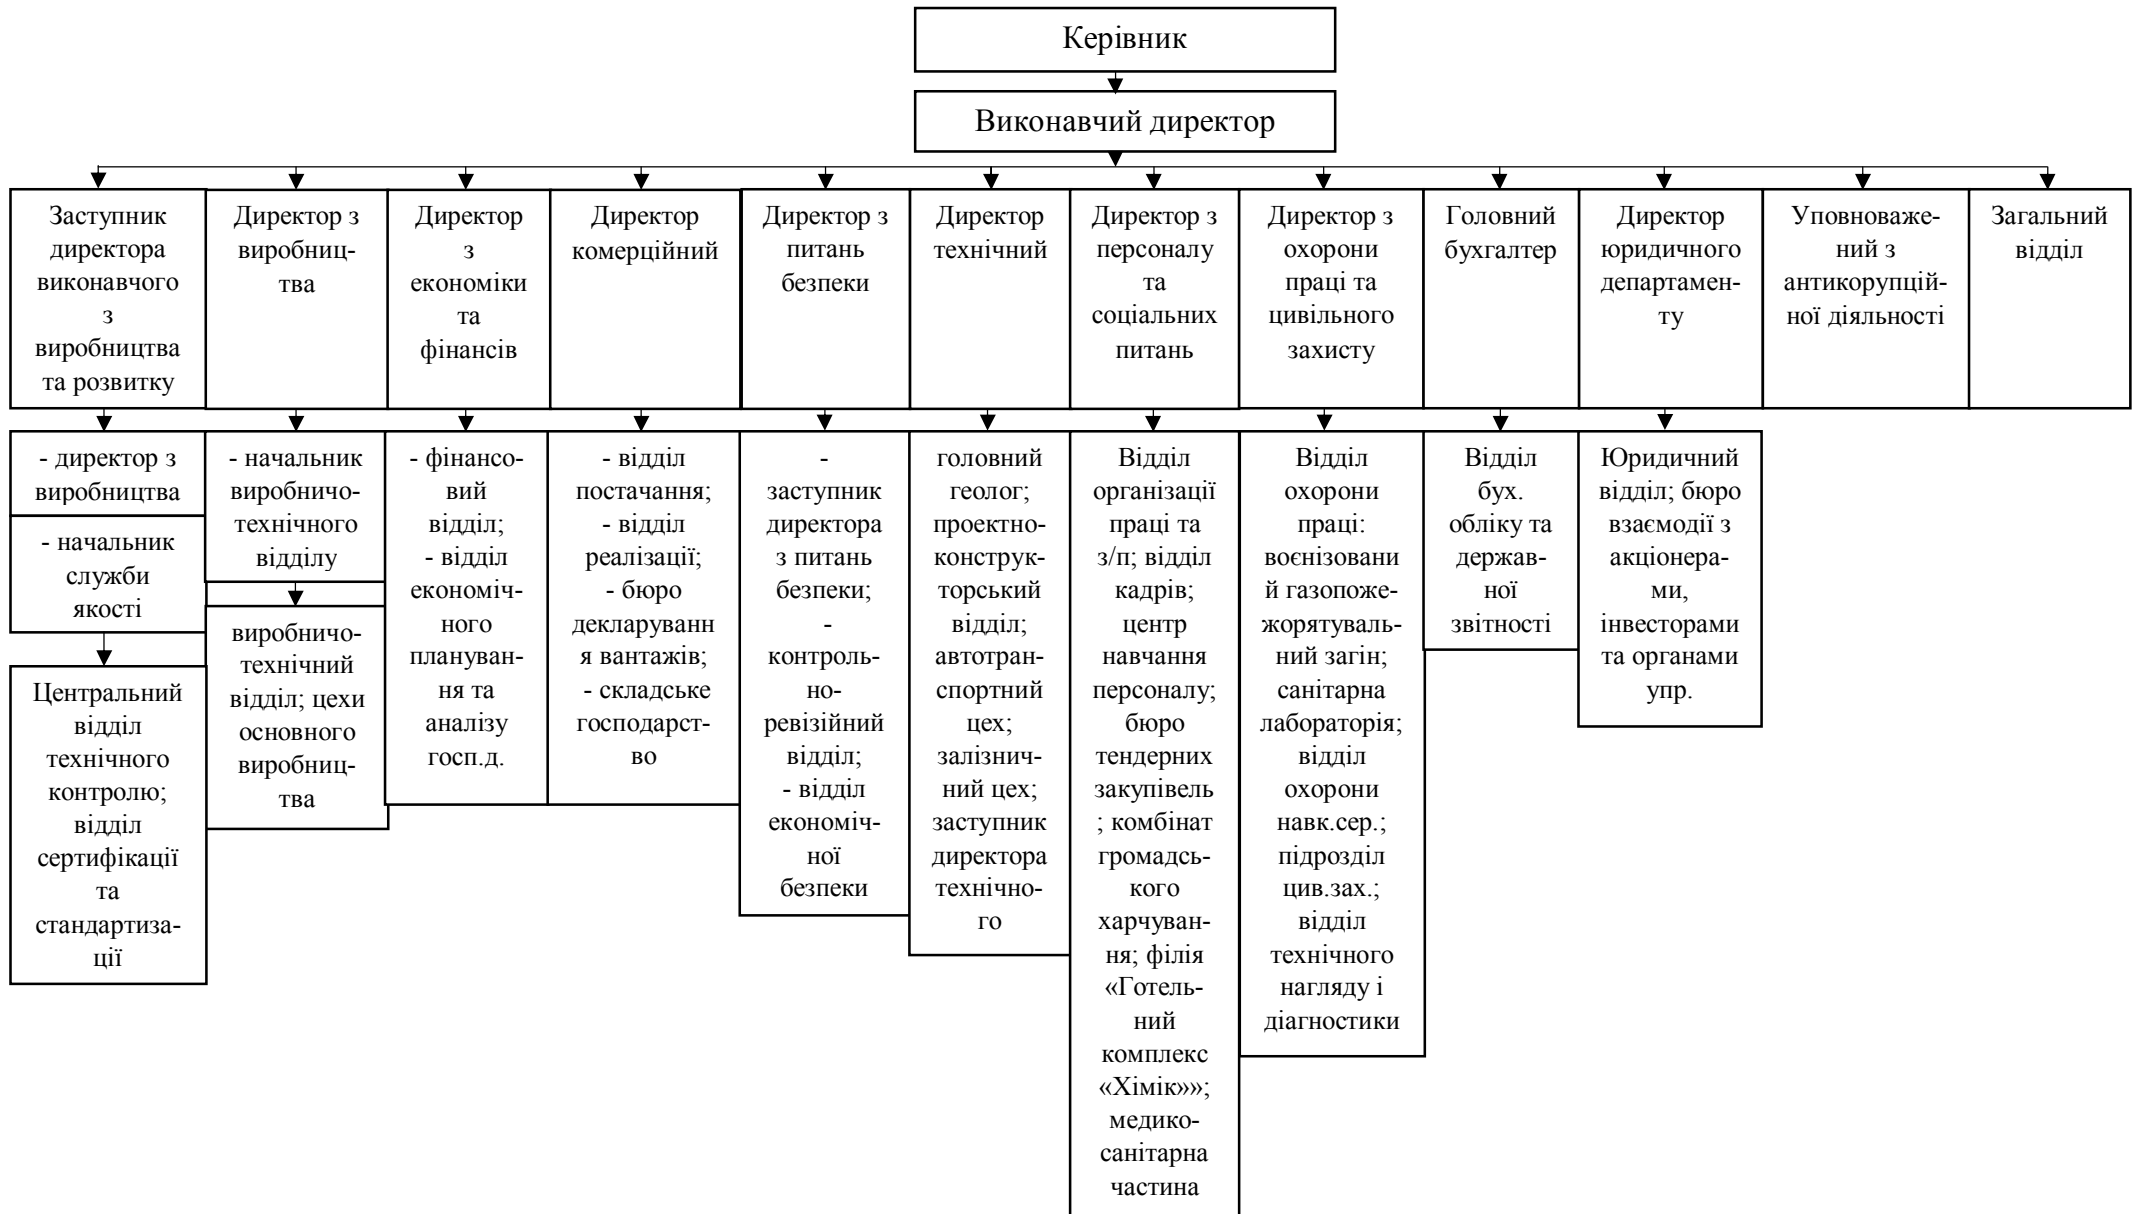 Керівник
Виконавчий директор
Заступник
директора
виконавчого
з
виробництва
та розвитку
Директор з
виробниц-
тва
Директор
з
економіки
та
фінансів
Директор
комерційний
Директор з
питань
безпеки
Директор
технічний
Директор з
персоналу
та
соціальних
питань
Директор з
охорони
праці та
цивільного
захисту
Головний
бухгалтер
Директор
юридичного
департамен-
ту
Уповноваже-
ний з
антикорупцій-
ної діяльності
Загальний
відділ
- директор з
виробництва
- начальник
служби
якості
Центральний
відділ
технічного
контролю;
відділ
сертифікації
та
стандартиза-
ції
- начальник
виробничо-
технічного
відділу
виробничо-
технічний
відділ; цехи
основного
виробниц-
тва
- фінансо-
вий
відділ;
- відділ
економіч-
ного
плануван-
ня та
аналізу
госп.д.
- відділ
постачання;
- відділ
реалізації;
- бюро
декларуванн
я вантажів;
- складське
господарст-
во
-
заступник
директора
з питань
безпеки;
-
контроль-
но-
ревізійний
відділ;
- відділ
економіч-
ної
безпеки
головний
геолог;
проектно-
конструк-
торський
відділ;
автотран-
спортний
цех;
залізнич-
ний цех;
заступник
директора
технічно-
го
Відділ
організації
праці та
з/п; відділ
кадрів;
центр
навчання
персоналу;
бюро
тендерних
закупівель
; комбінат
громадсь-
кого
харчуван-
ня; філія
«Готель-
ний
комплекс
«Хімік»»;
медико-
санітарна
частина
Відділ
охорони
праці:
воєнізовани
й газопоже-
жорятуваль-
ний загін;
санітарна
лабораторія;
відділ
охорони
навк.сер.;
підрозділ
цив.зах.;
відділ
технічного
нагляду і
діагностики
Відділ
бух.
обліку та
держав-
ної
звітності
Юридичний
відділ; бюро
взаємодії з
акціонера-
ми,
інвесторами
та органами
упр.